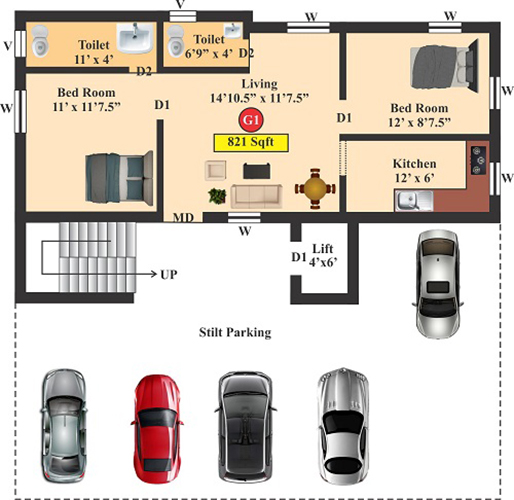 V
W
W
Toilet
11' x 4'
Toilet
6'9" x 4'
D2
V
D2
Living
14'10.5" x 11'7.5"
Bed Room
11' x 11'7.5"
W
D1
G1
D1
Bed Room
12' x 8'7.5"
W
821 Sqft
Kitchen
12' x 6'
W
MD
W
Lift
4'x6'
D1
UP
Stilt Parking